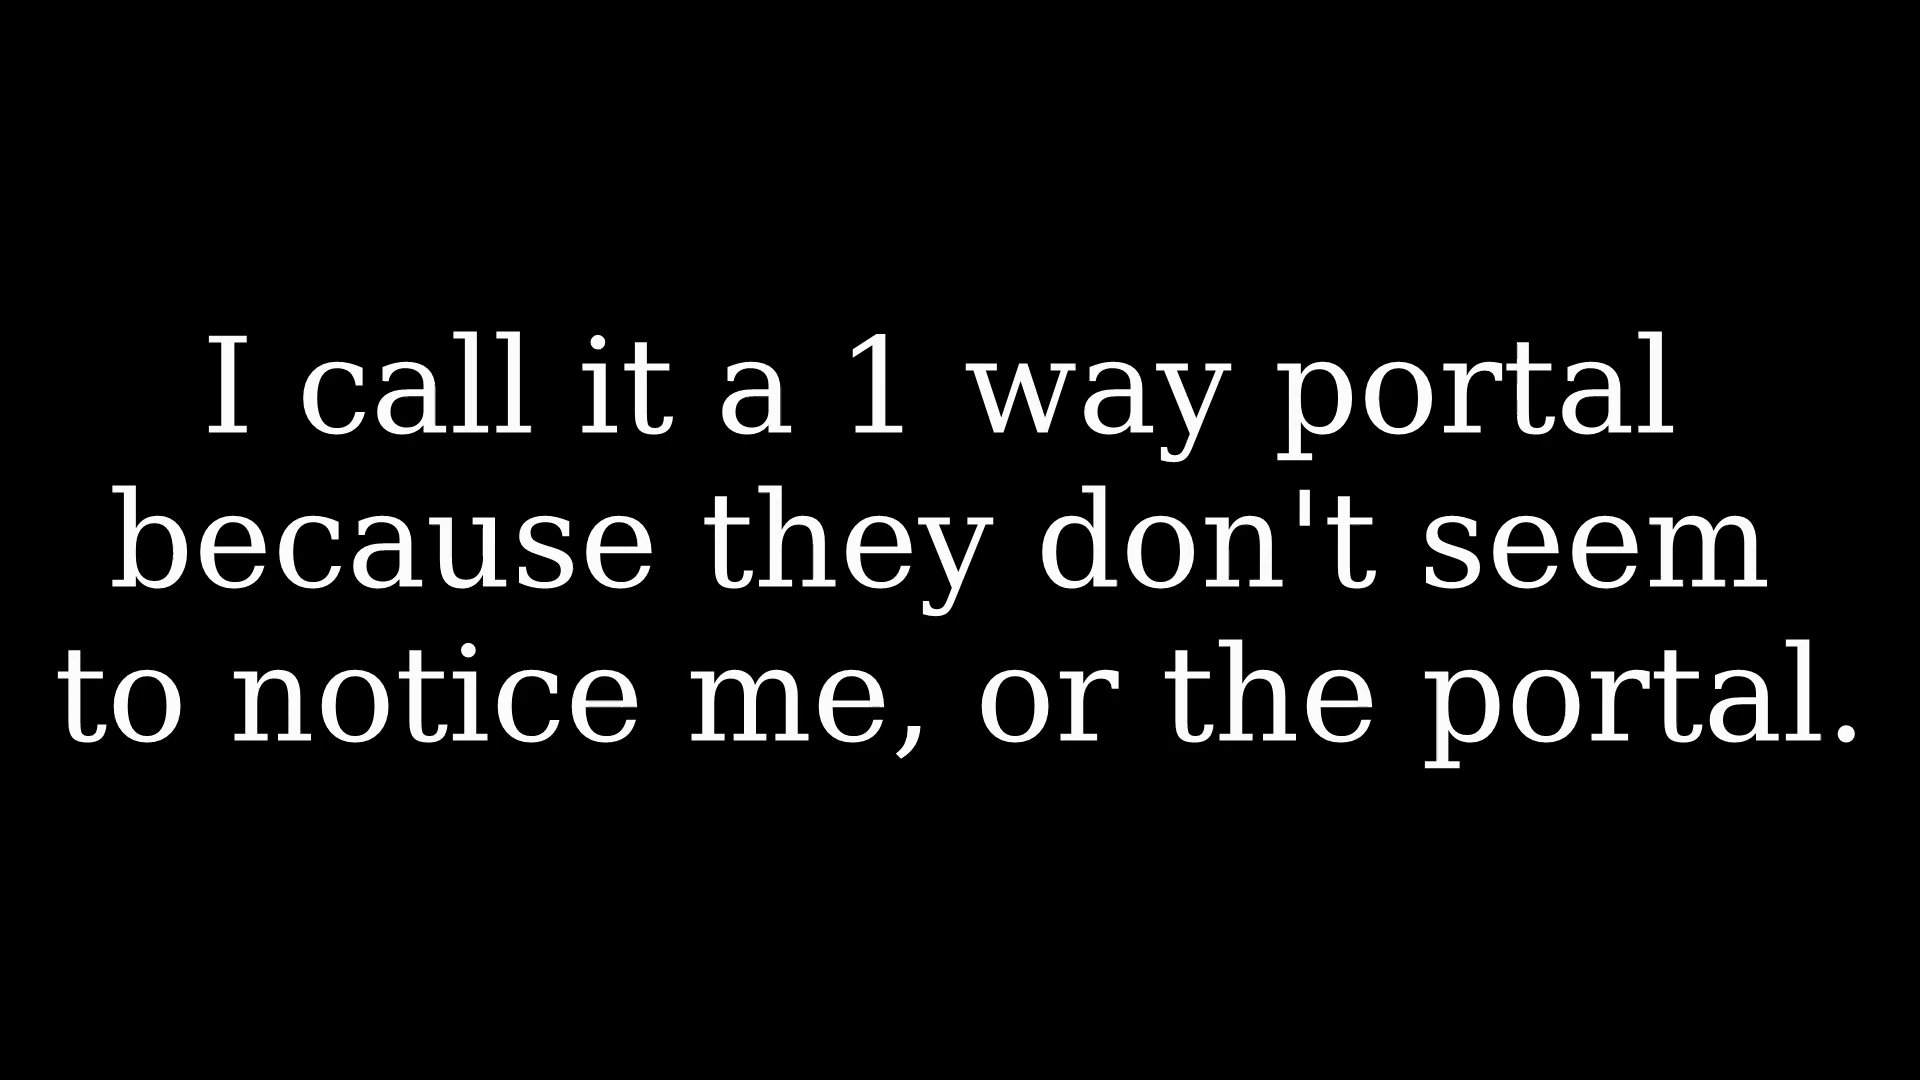 I call it a 1 way portal
because they don't seem
to notice me, or the portal.